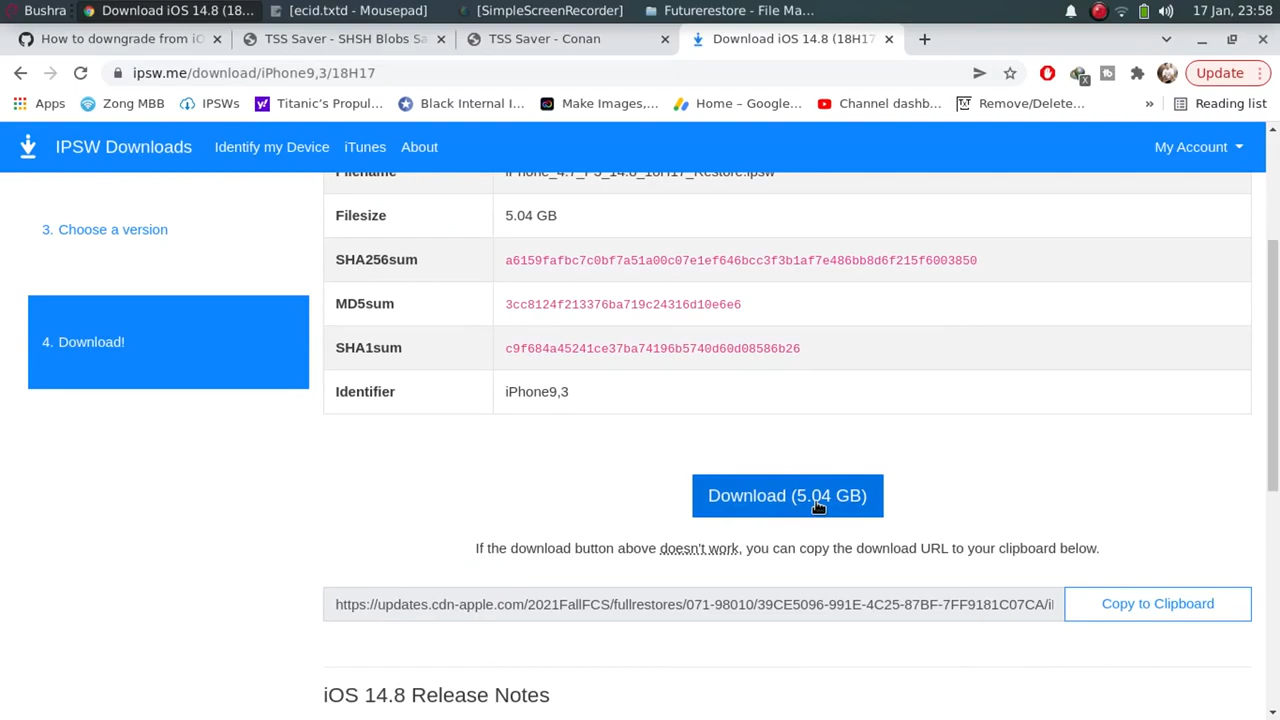 Bushra
Download iOS 14.8 (18...
[ecid.txtd - Mousepad]
[SimpleScreenRecorder]
Futurerestore - File Ma...
17 Jan, 23:58
How to downgrade from iO
TSS Saver - SHSH Blobs Sa
TSS Saver - Conan
Download iOS 14.8 (18H17
ipsw.me/download/iPhone9,3/18H17
Update
Apps
Zong MBB
IPSWs
Titanic's Propul...
Black Internal I...
Make Images,...
Home – Google...
Channel dashb...
Remove/Delete...
»
Reading list
IPSW Downloads
Identify my Device
iTunes
About
My Account
3. Choose a version
4. Download!
Filename
iPhone_4.7_P3_14.8_18H17_Restore.ipsw
Filesize
5.04 GB
SHA256sum
a6159fafbc7c0bf7a51a00c07e1ef646bcc3f3b1af7e486bb8d6f215f6003850
MD5sum
3cc8124f213376ba719c24316d10e6e6
SHA1sum
c9f684a45241ce37ba74196b5740d60d08586b26
Identifier
iPhone9,3
Download (5.04 GB)
If the download button above doesn't work, you can copy the download URL to your clipboard below.
https://updates.cdn-apple.com/2021FallFCS/fullrestores/071-98010/39CE5096-991E-4C25-87BF-7FF9181C07CA/i
Copy to Clipboard
iOS 14.8 Release Notes